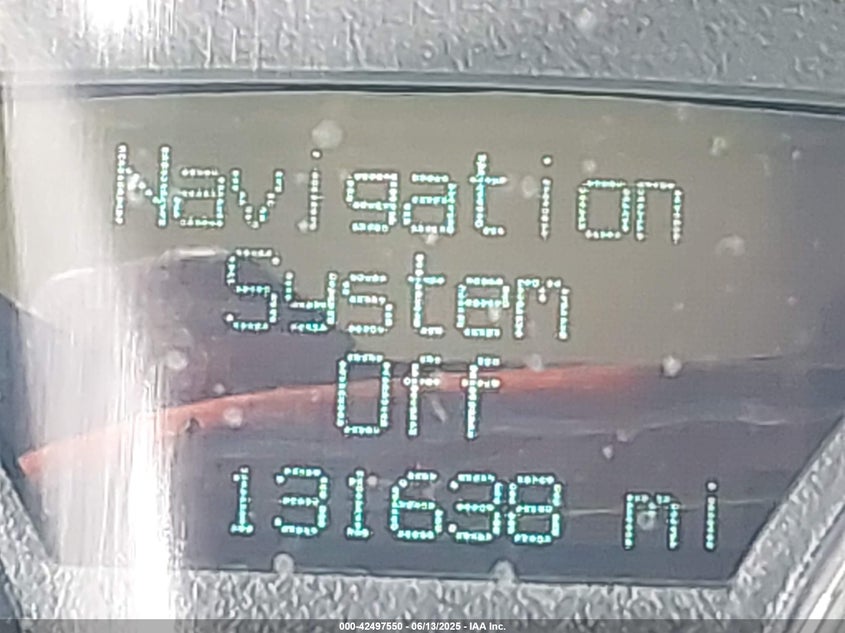 Navigation
System
Off
131638 mi
000-42497550 - 06/13/2025 - IAA Inc.